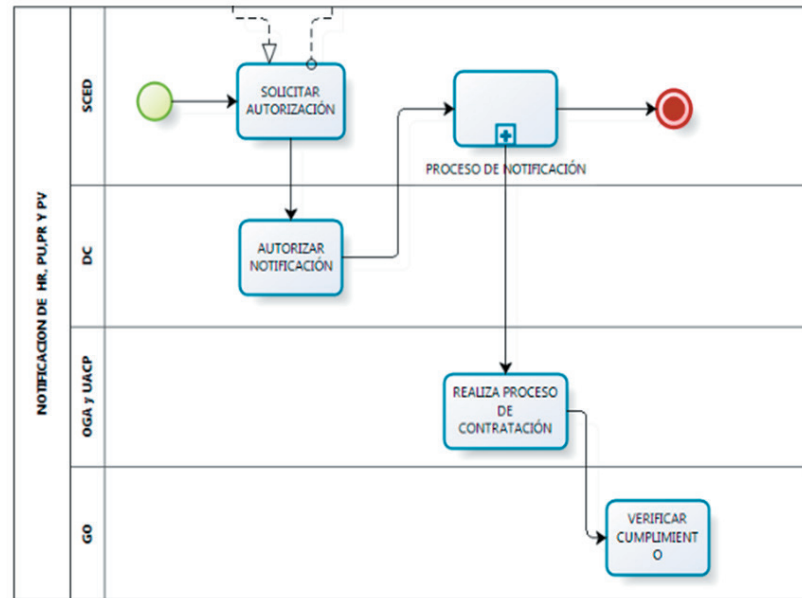 NOTIFICACION DE HR, PU,PR Y PV
SCED
SOLICITAR
AUTORIZACIÓN
PROCESO DE NOTIFICACIÓN
DC
AUTORIZAR
NOTIFICACIÓN
OGA y UACP
REALIZA PROCESO
DE
CONTRATACIÓN
GO
VERIFICAR
CUMPLIMIENT
O